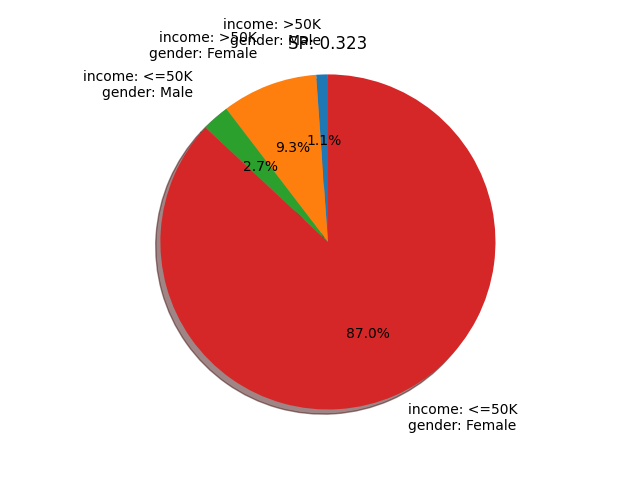 income: >50K
gender: Male
SP: 0.323
income: >50K
gender: Female
income: <=50K
gender: Male
1.1%
9.3%
2.7%
87.0%
income: <=50K
gender: Female